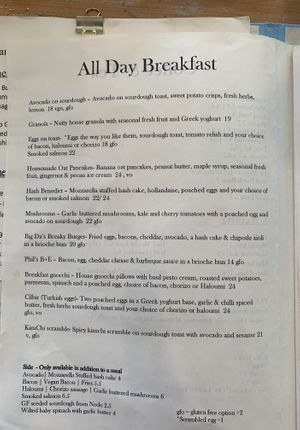 All Day Breakfast
Avocado on sourdough - Avocado on sourdough toast, sweet potato crisps, fresh herbs,
lemon 18 vgn, gfo
Granola - Nutty house granola with seasonal fresh fruit and Greek yoghurt 19
Eggs on toast- "Eggs the way you like them, sourdough toast, tomato relish and your choice
of bacon, haloumi or chorizo 18 gfo
Smoked salmon 22
Homemade Oat Pancakes- Banana oat pancakes, peanut butter, maple syrup, seasonal fresh
fruit, ginger & pecan ice cream 24 , vo
Hash Benedict - Mozzarella stuffed hash cake, hollandaise, poached eggs and your choice of
bacon or smoked salmon 22/ 24
Mushrooms - Garlic buttered mushrooms, kale and cherry tomatoes with a poached egg and
avocado on sourdough 22 gfo
Big Da's Breaky Burger- Fried eggs, bacon, cheddar, avocado, a hash cake & chipotle aioli
in a brioche bun 20 gfo
Phil's B+E - Bacon, egg, cheddar cheese & barbeque sauce in a brioche bun 14 gfo
Breakfast gnocchi - House gnocchi pillows with basil pesto cream, roasted sweet potatoes,
parmesan, spinach and a poached egg, choice of bacon, chorizo or Haloumi 24
Cilbir (Turkish eggs)- Two poached eggs in a Greek yoghurt base, garlic & chilli spiced
butter, fresh herbs sourdough toast and your choice of chorizo or haloumi 24
gfo, vo
KimChi scramble- Spicy kimchi scramble on sourdough toast with avocado and sesame 21
v, gfo
Side - Only available in addition to a meal
Avocado| Mozzarella Stuffed hash cake 4
Bacon | Vegan Bacon | Fries 5.5
Haloumi | Chorizo sausage | Garlic buttered mushrooms 6
Smoked salmon 6.5
GF seeded sourdough from Node 2.5
Wilted baby spinach with garlic butter 4
gfo - gluten free option +2
*Scrambled egg +1